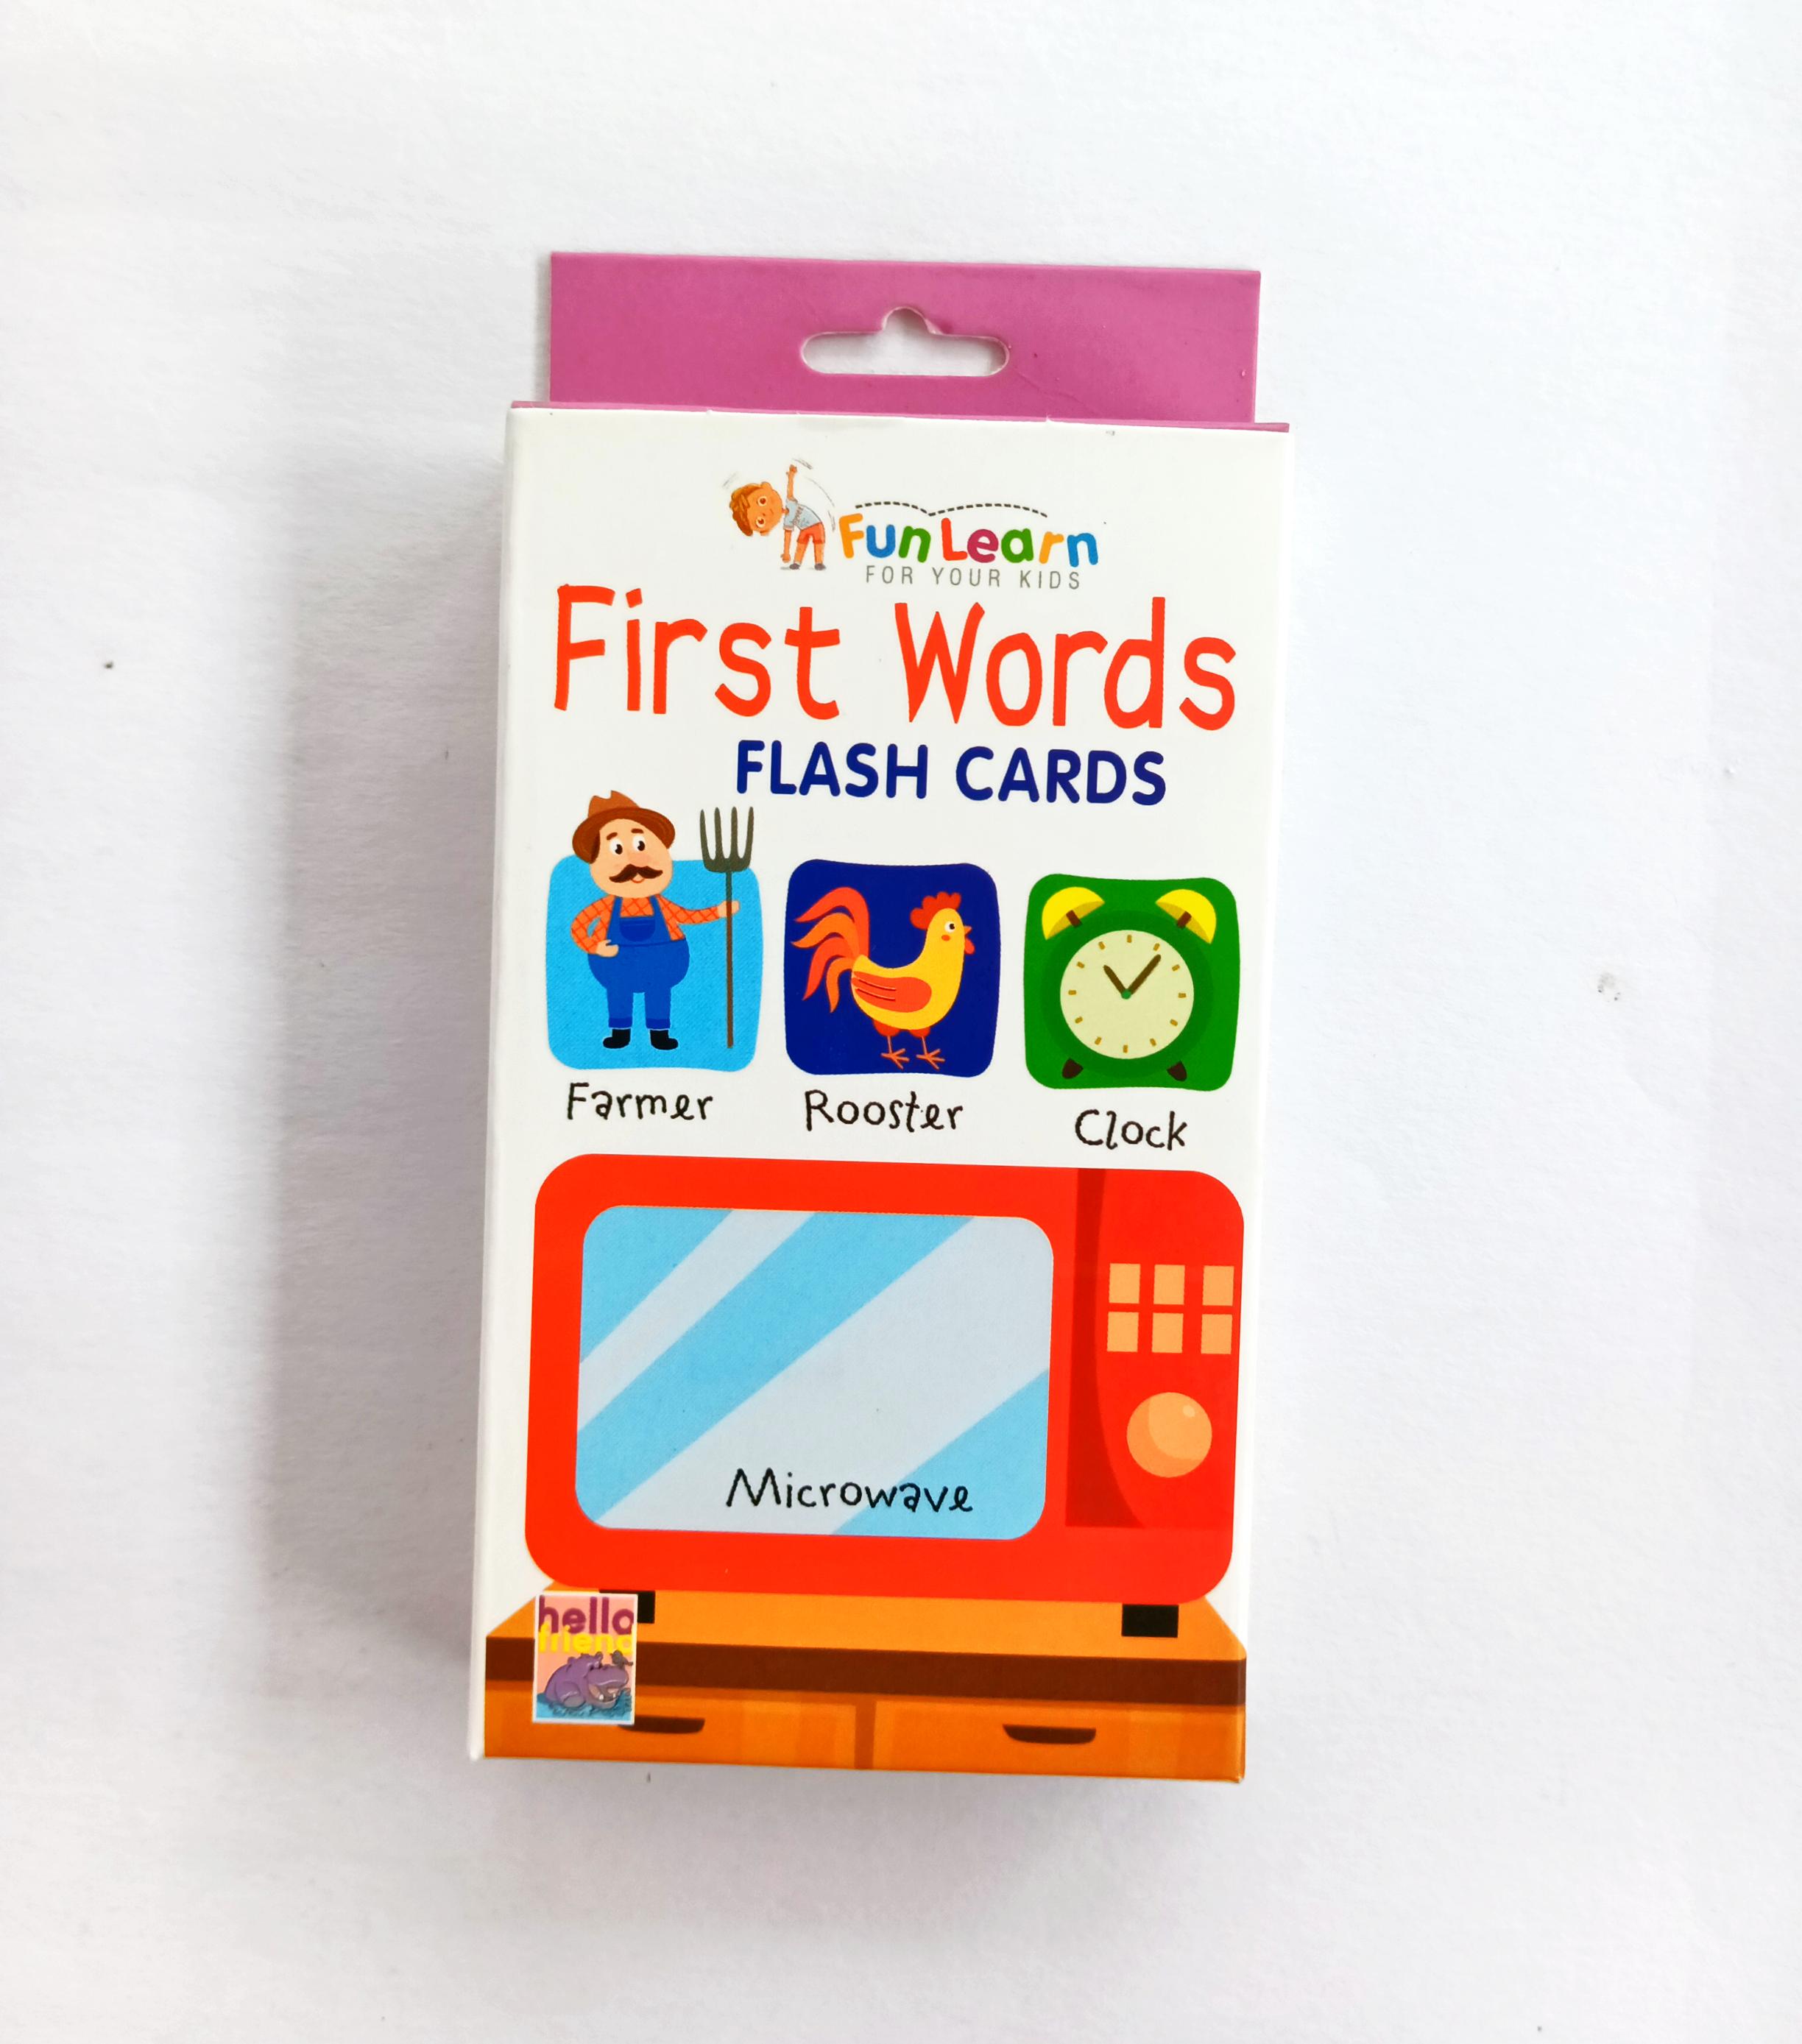 Fun Learn
FOR YOUR KIDS
First Words
FLASH CARDS
Farmer
Rooster
Clock
Microwave
hello
friend